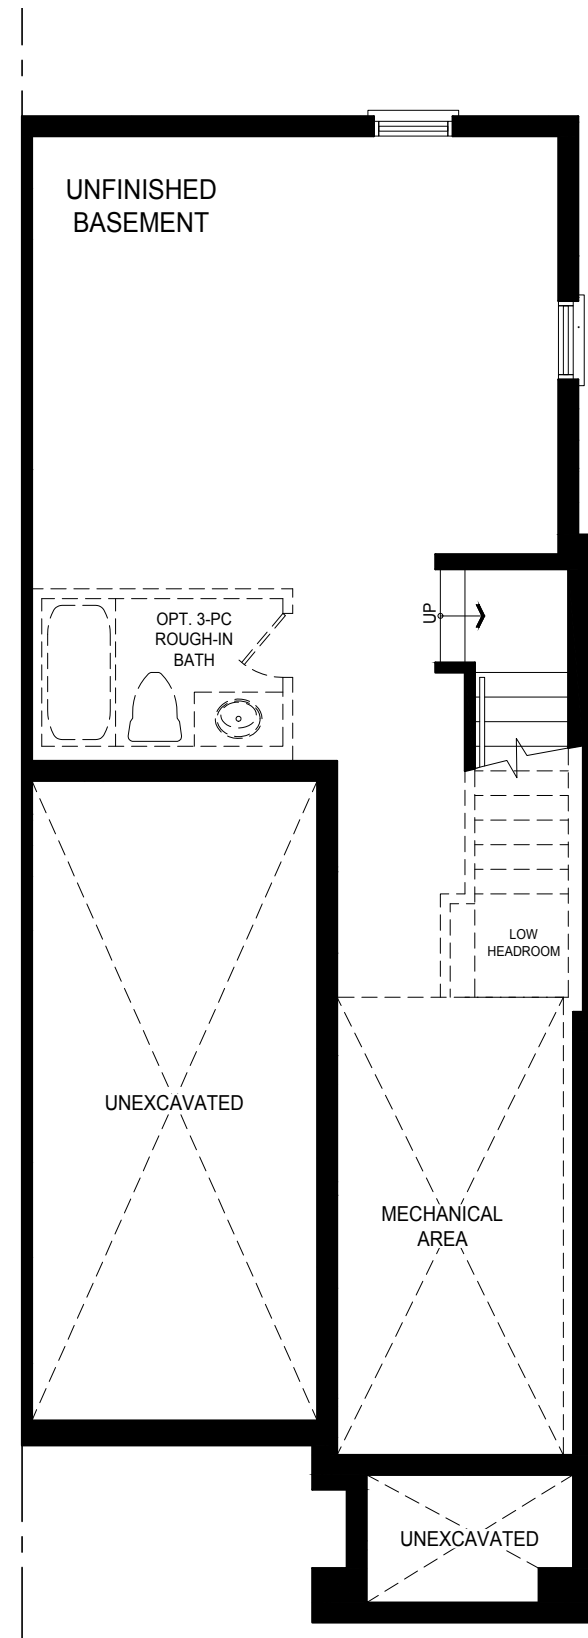 UNFINISHED
BASEMENT
OPT. 3-PC
ROUGH-IN
BATH
UP
LOW
HEADROOM
UNEXCAVATED
MECHANICAL
AREA
UNEXCAVATED